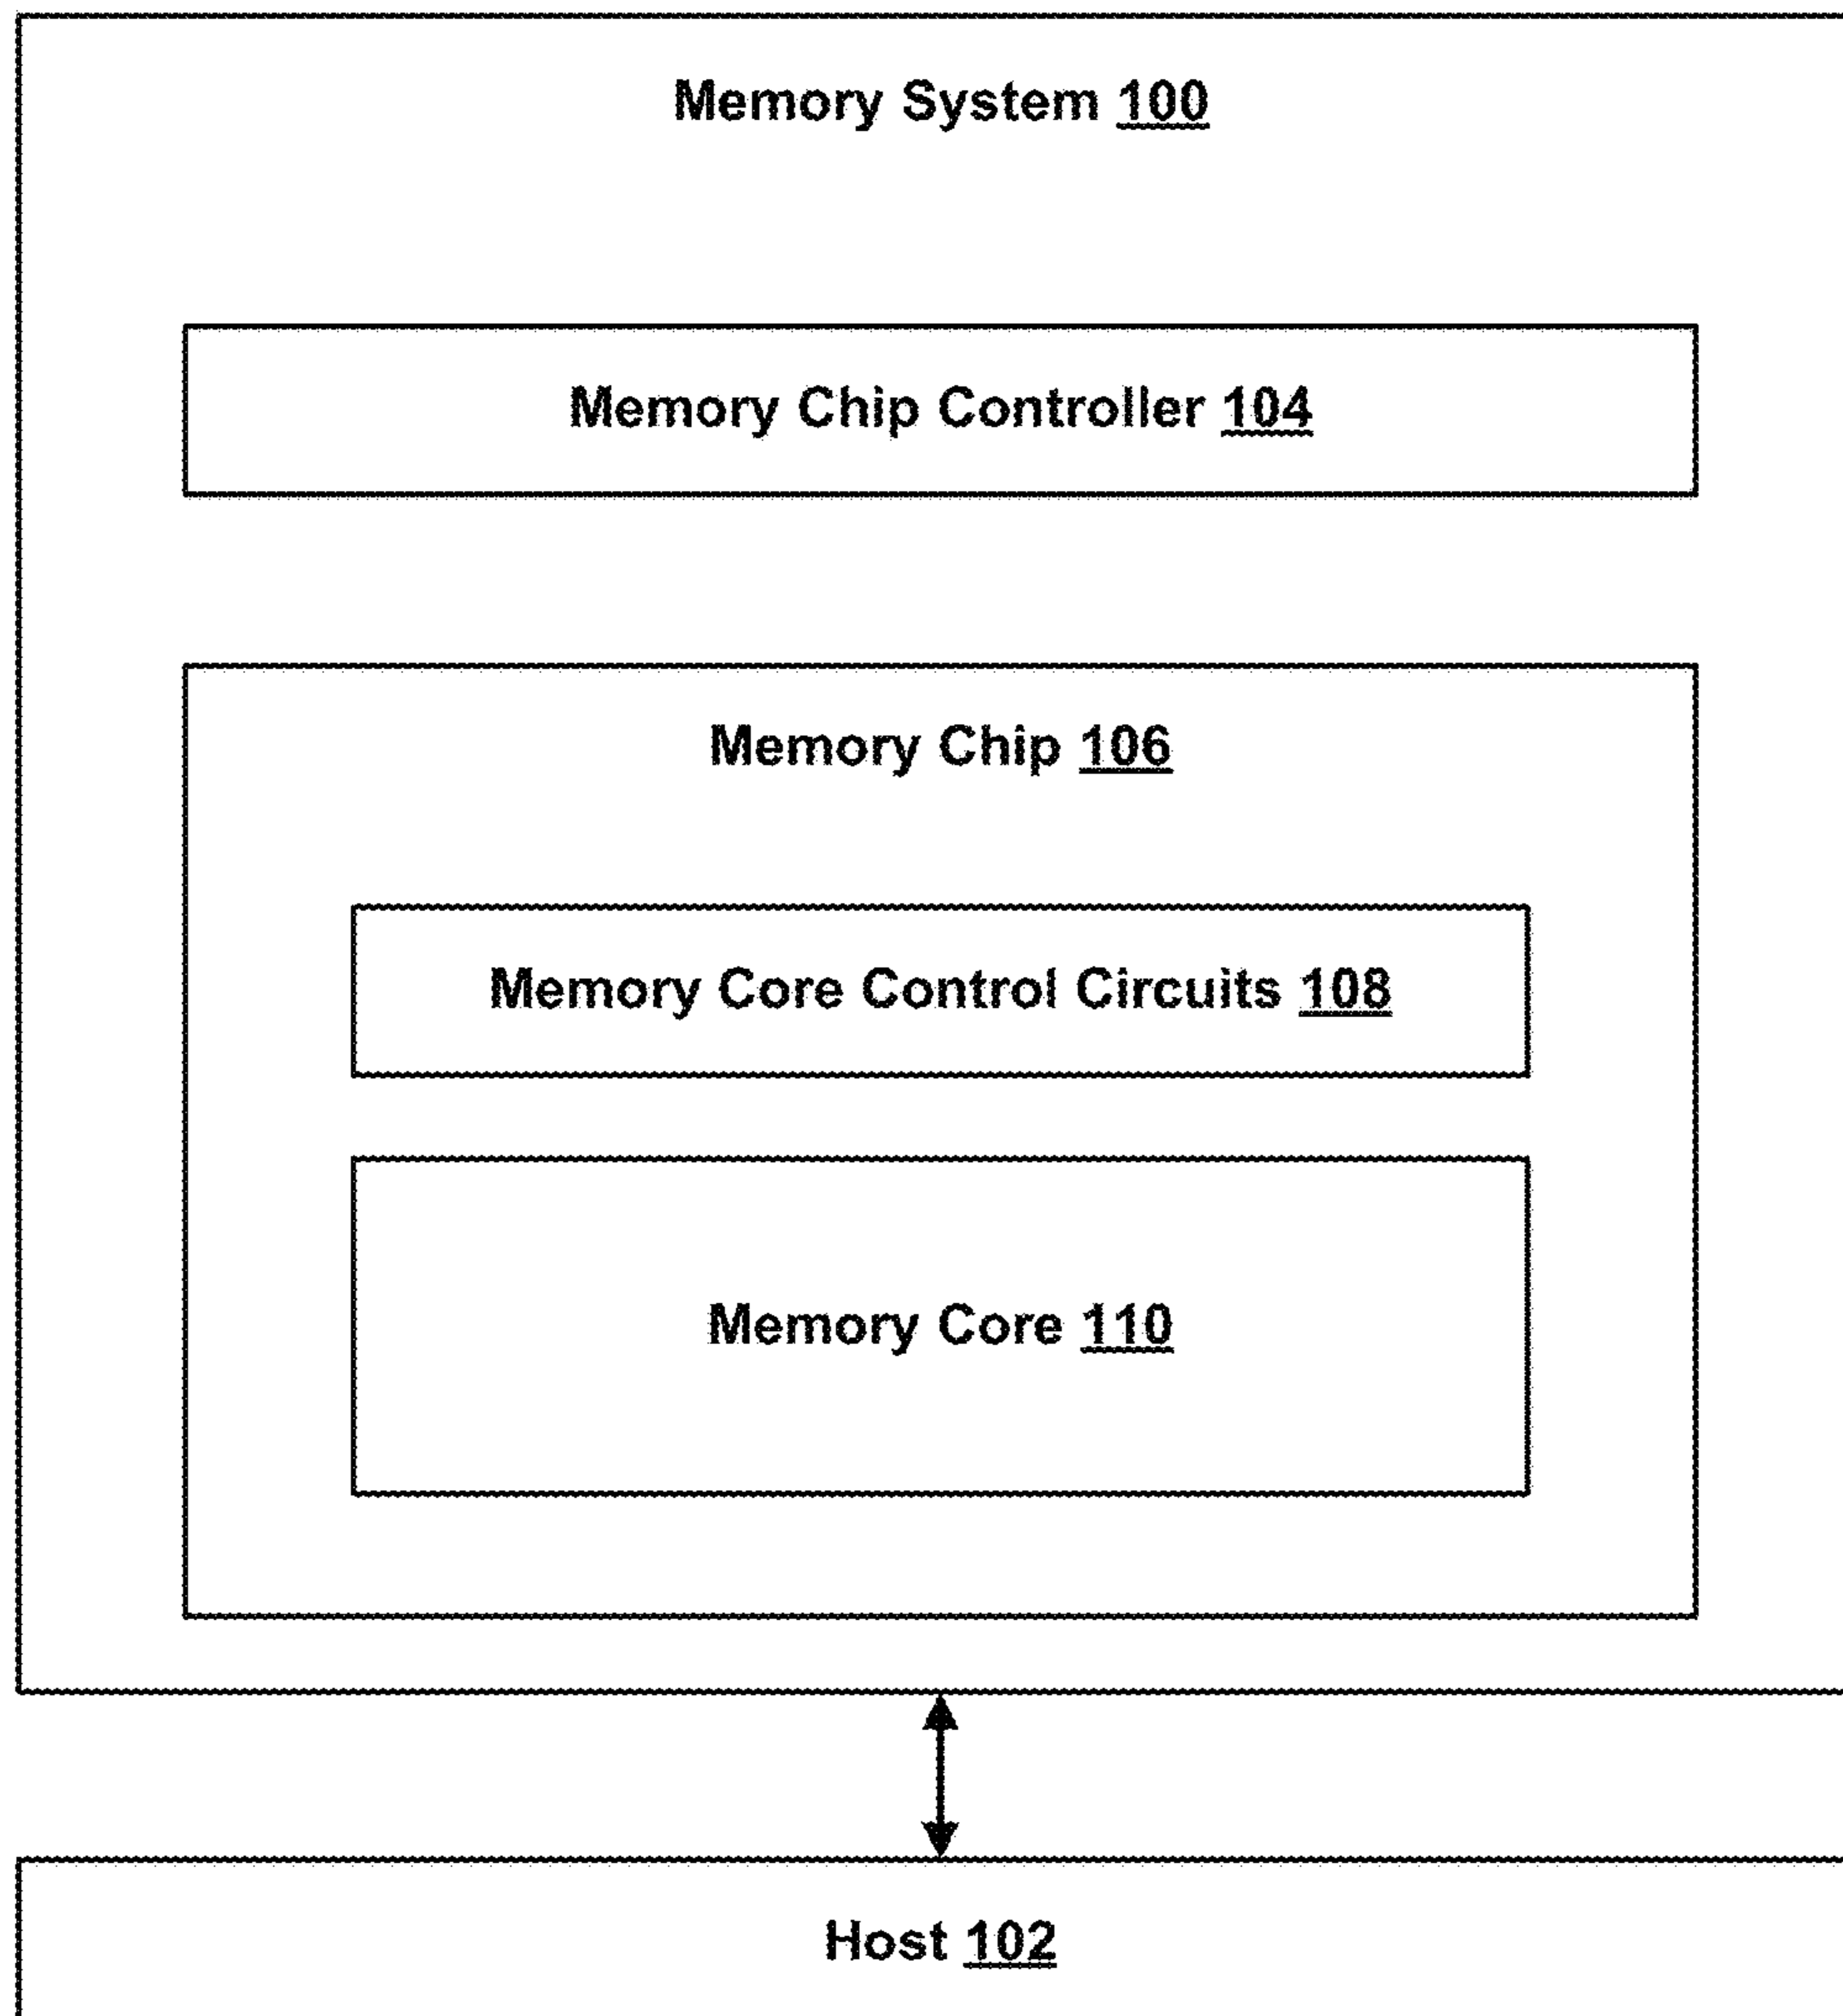 Memory System 100
Memory Chip Controller 104
Memory Chip 106
Memory Core Control Circuits 108
Memory Core 110
Host 102